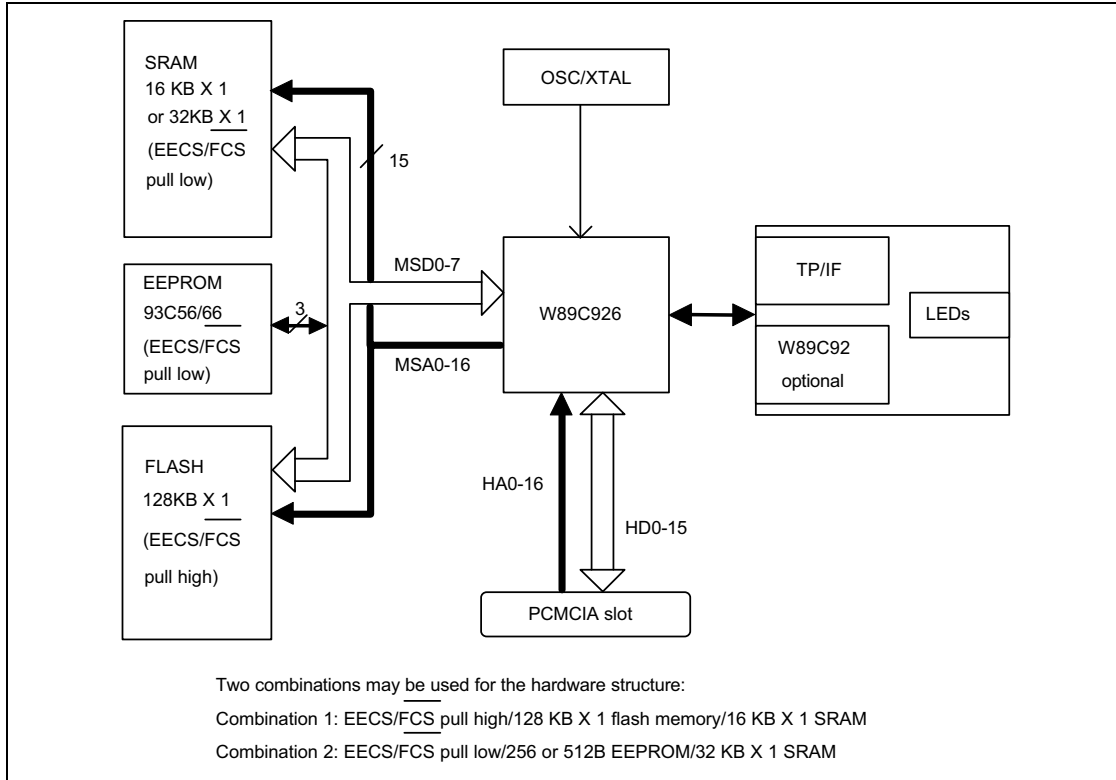 SRAM
16 KB X 1
or 32KB X 1
(EECS/FCS
pull low)
OSC/XTAL
15
EEPROM
93C56/66
(EECS/FCS
pull low)
3
MSD0-7
MSA0-16
W89C926
TP/IF
LEDs
W89C92
optional
FLASH
128KB X 1
(EECS/FCS
pull high)
HA0-16
HD0-15
PCMCIA slot
Two combinations may be used for the hardware structure:
Combination 1: EECS/FCS pull high/128 KB X 1 flash memory/16 KB X 1 SRAM
Combination 2: EECS/FCS pull low/256 or 512B EEPROM/32 KB X 1 SRAM